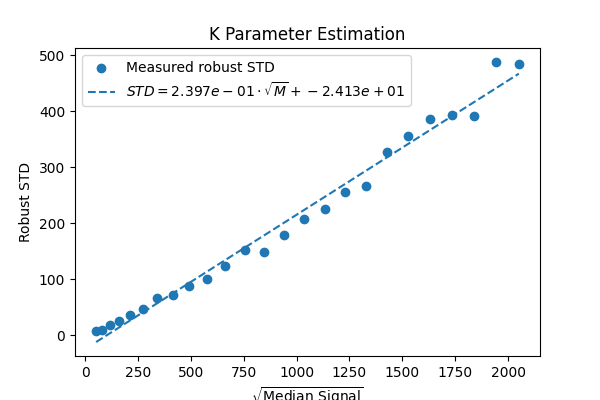 K Parameter Estimation
Measured robust STD
STD = 2.397e − 01 · √M + −2.413e + 01
500
400
300
200
100
0
Robust STD
0 250 500 750 1000 1250 1500 1750 2000
√Median Signal